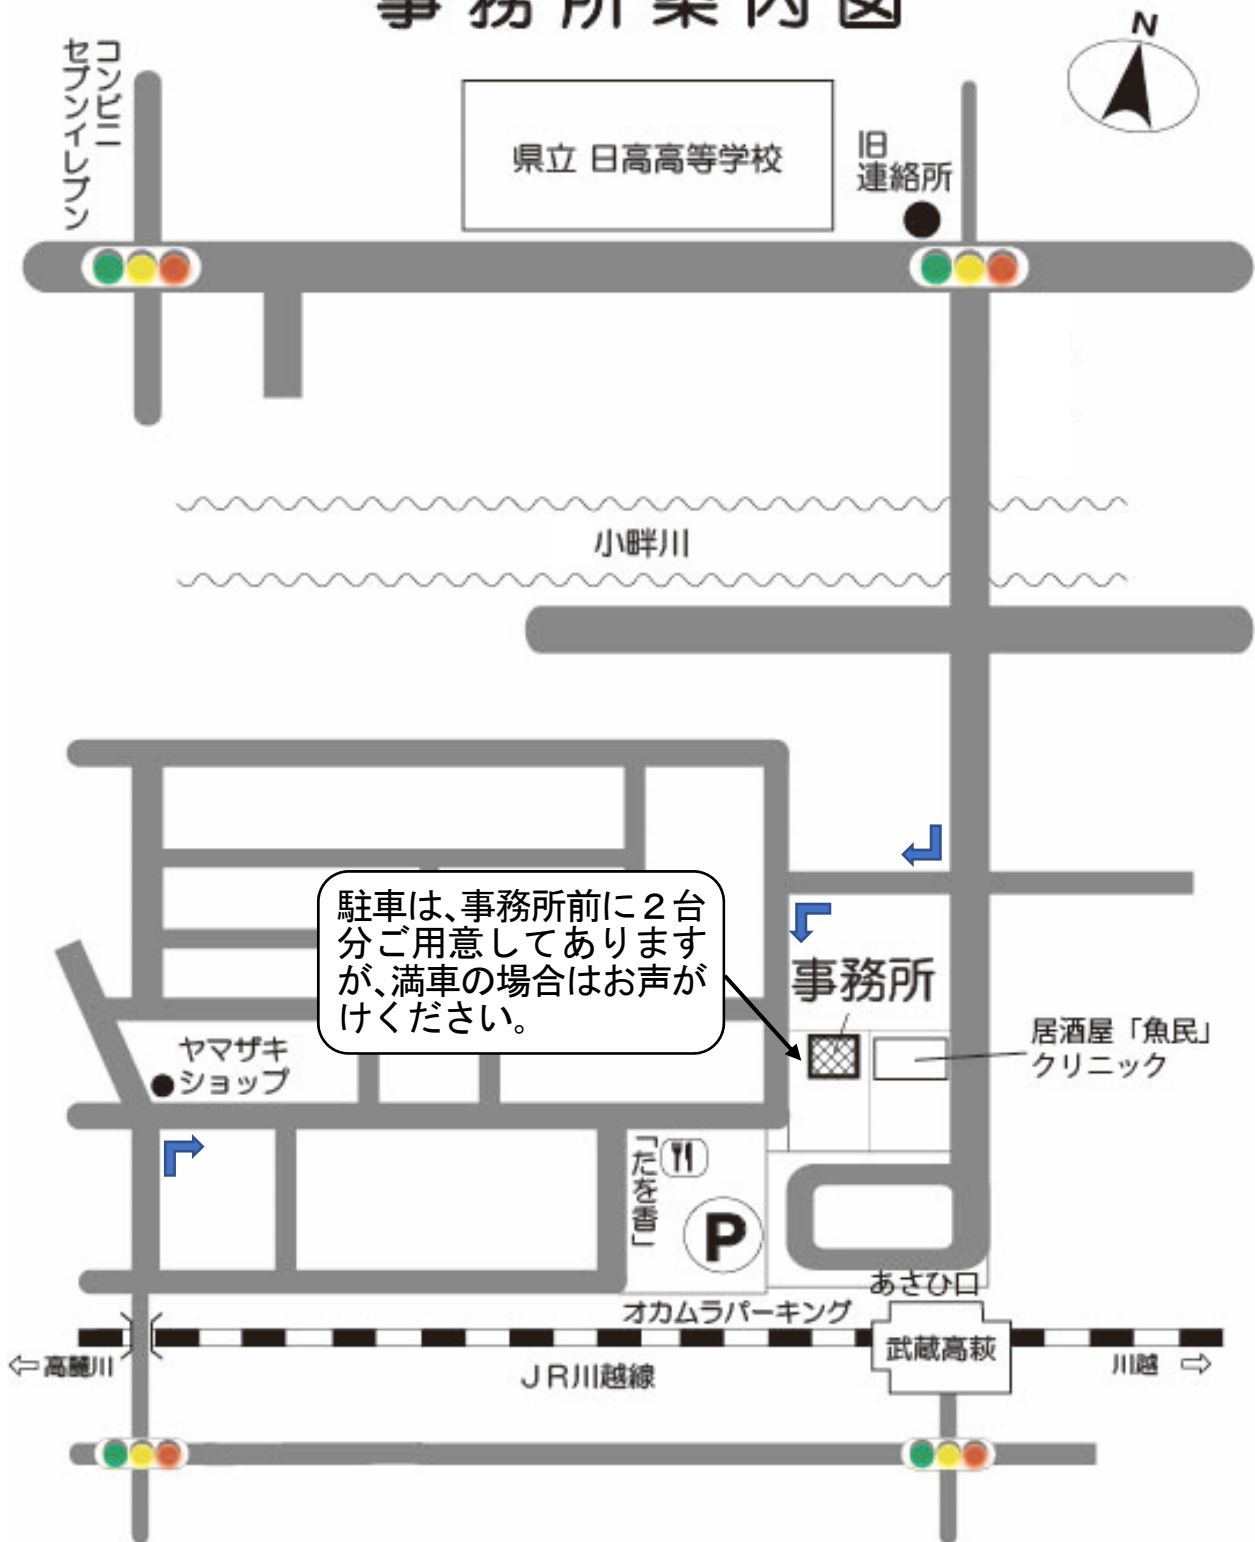 事務所案内図
N
コンビニ
セブンイレブン
県立 日高高等学校
旧
連絡所
小畔川
駐車は、事務所前に２台
分ご用意してあります
が、満車の場合はお声が
けください。
事務所
居酒屋「魚民」
クリニック
ヤマザキ
ショップ
「たを香」
P
あさひ口
オカムラパーキング
武蔵高萩
⇦高麗川
ＪＲ川越線
川越 ⇨